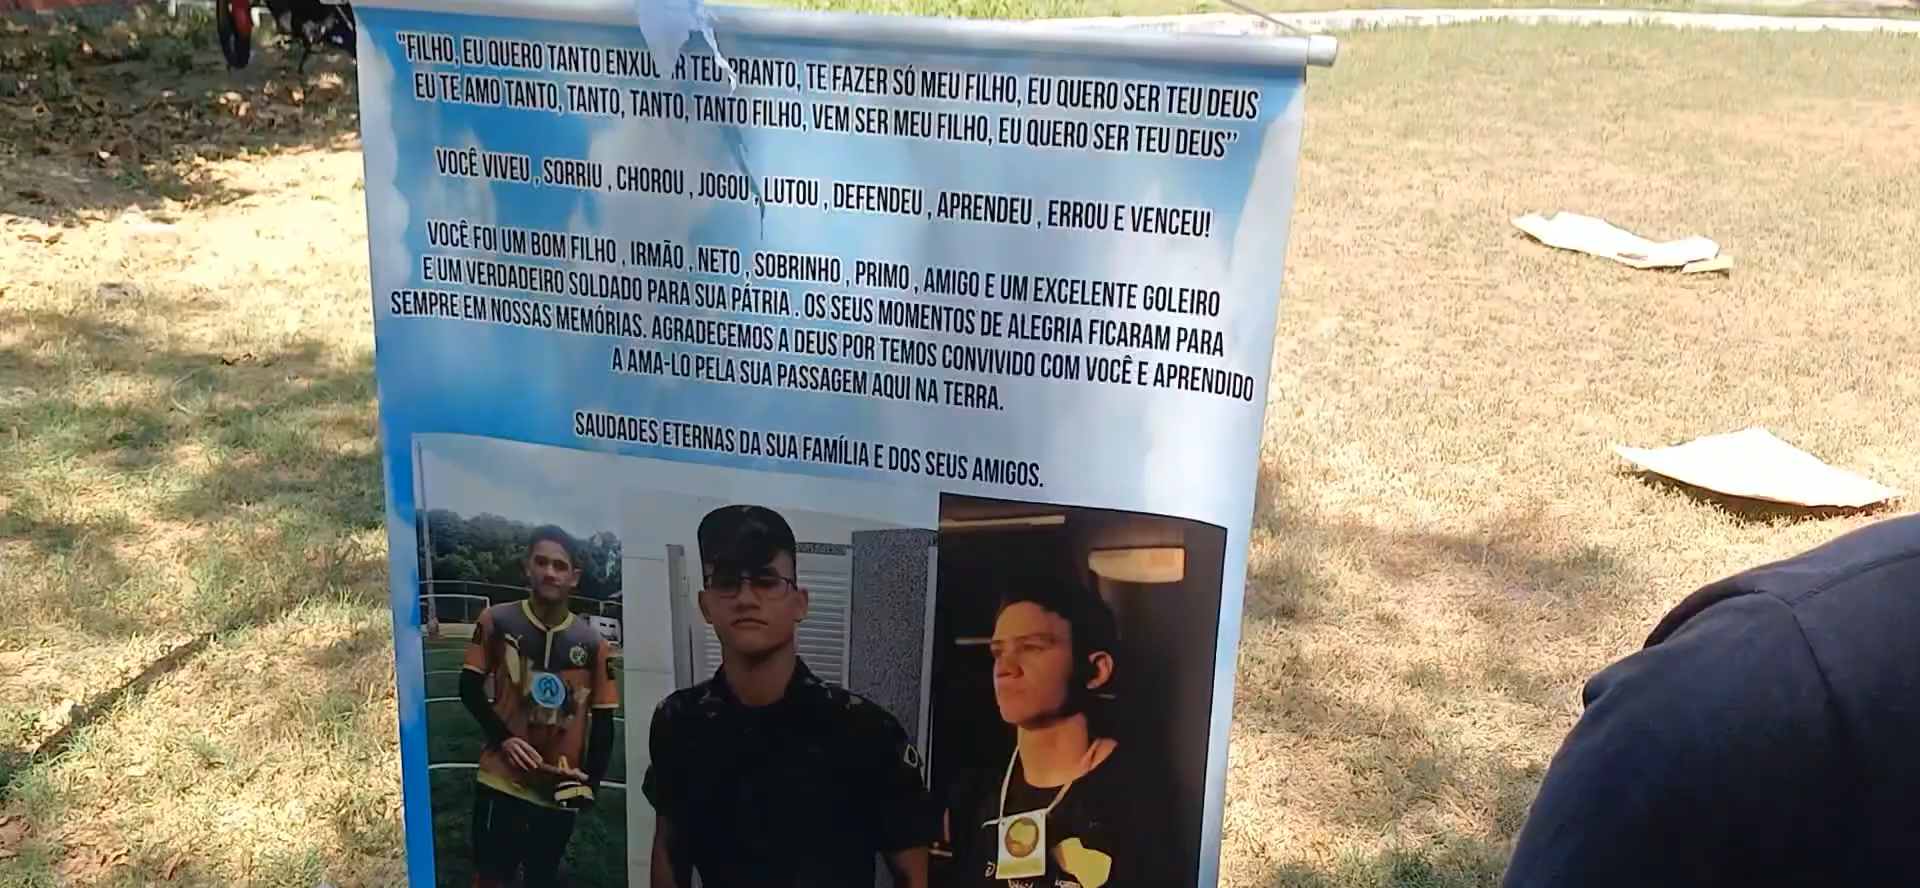 "FILHO, EU QUERO TANTO ENXU R TEU PRANTO, TE FAZER SÓ MEU FILHO, EU QUERO SER TEU DEUS
EU TE AMO TANTO, TANTO, TANTO, TANTO FILHO, VEM SER MEU FILHO, EU QUERO SER TEU DEUS"
VOCÊ VIVEU , SORRIU , CHOROU , JOGOU , LUTOU , DEFENDEU , APRENDEU , ERROU E VENCEU!
VOCÊ FOI UM BOM FILHO , IRMÃO , NETO , SOBRINHO , PRIMO , AMIGO E UM EXCELENTE GOLEIRO
E UM VERDADEIRO SOLDADO PARA SUA PÁTRIA . OS SEUS MOMENTOS DE ALEGRIA FICARAM PARA
SEMPRE EM NOSSAS MEMÓRIAS. AGRADECEMOS A DEUS POR TEMOS CONVIVIDO COM VOCÊ E APRENDIDO
A AMA-LO PELA SUA PASSAGEM AQUI NA TERRA.
SAUDADES ETERNAS DA SUA FAMÍLIA E DOS SEUS AMIGOS.